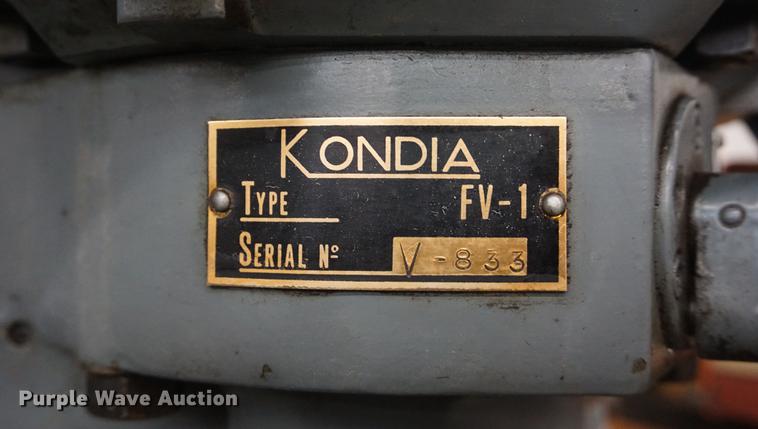 KONDIA
TYPE FV-1
SERIAL Nº V-833
Purple Wave Auction